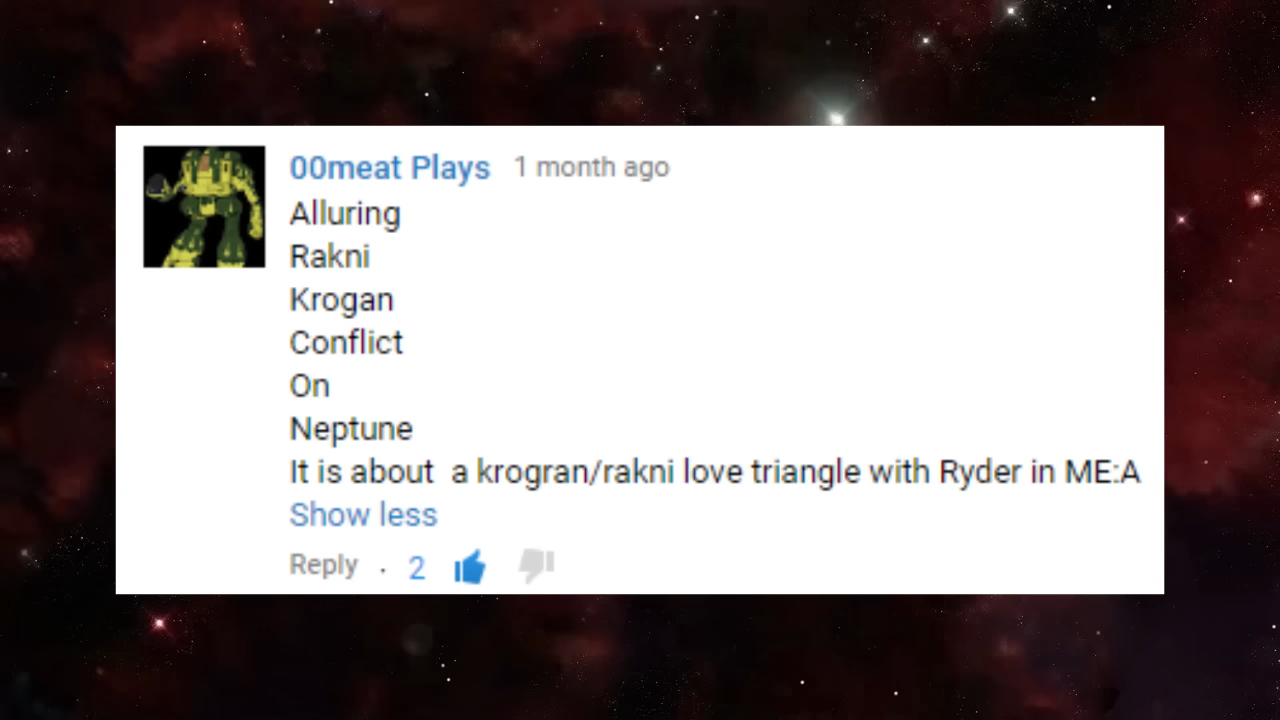 00meat Plays 1 month ago
Alluring
Rakni
Krogan
Conflict
On
Neptune
It is about  a krogran/rakni love triangle with Ryder in ME:A
Show less
Reply . 2